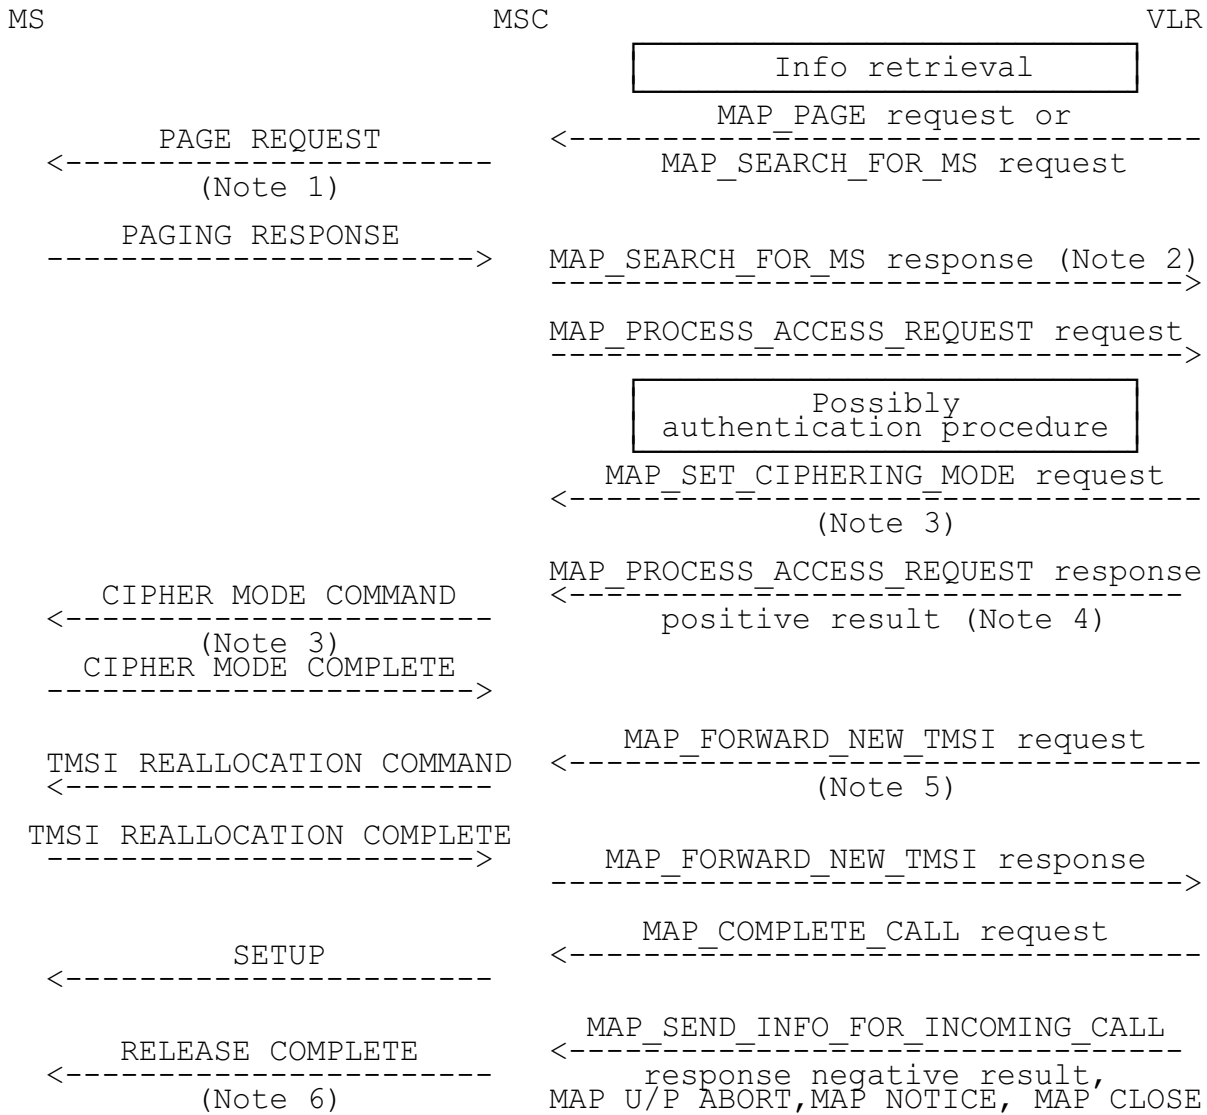 MS MSC VLR
Info retrieval
MAP_PAGE request or
PAGE REQUEST <----------------------------------
<-----------------------
MAP_SEARCH_FOR_MS request
(Note 1)
PAGING RESPONSE
-----------------------> MAP_SEARCH_FOR_MS response (Note 2)
---------------------------------->
MAP_PROCESS_ACCESS_REQUEST request
---------------------------------->
Possibly
authentication procedure
MAP_SET_CIPHERING_MODE request
<----------------------------------
(Note 3)
MAP_PROCESS_ACCESS_REQUEST response
CIPHER MODE COMMAND <---------------------------------
<-----------------------
positive result (Note 4)
(Note 3)
CIPHER MODE COMPLETE
----------------------->
MAP_FORWARD_NEW_TMSI request
TMSI REALLOCATION COMMAND <----------------------------------
<-----------------------
(Note 5)
TMSI REALLOCATION COMPLETE
-----------------------> MAP_FORWARD_NEW_TMSI response
---------------------------------->
MAP_COMPLETE_CALL request
SETUP <----------------------------------
<-----------------------
MAP_SEND_INFO_FOR_INCOMING_CALL
RELEASE COMPLETE <---------------------------------
<-----------------------
response negative result,
(Note 6) MAP U/P ABORT,MAP NOTICE, MAP CLOSE